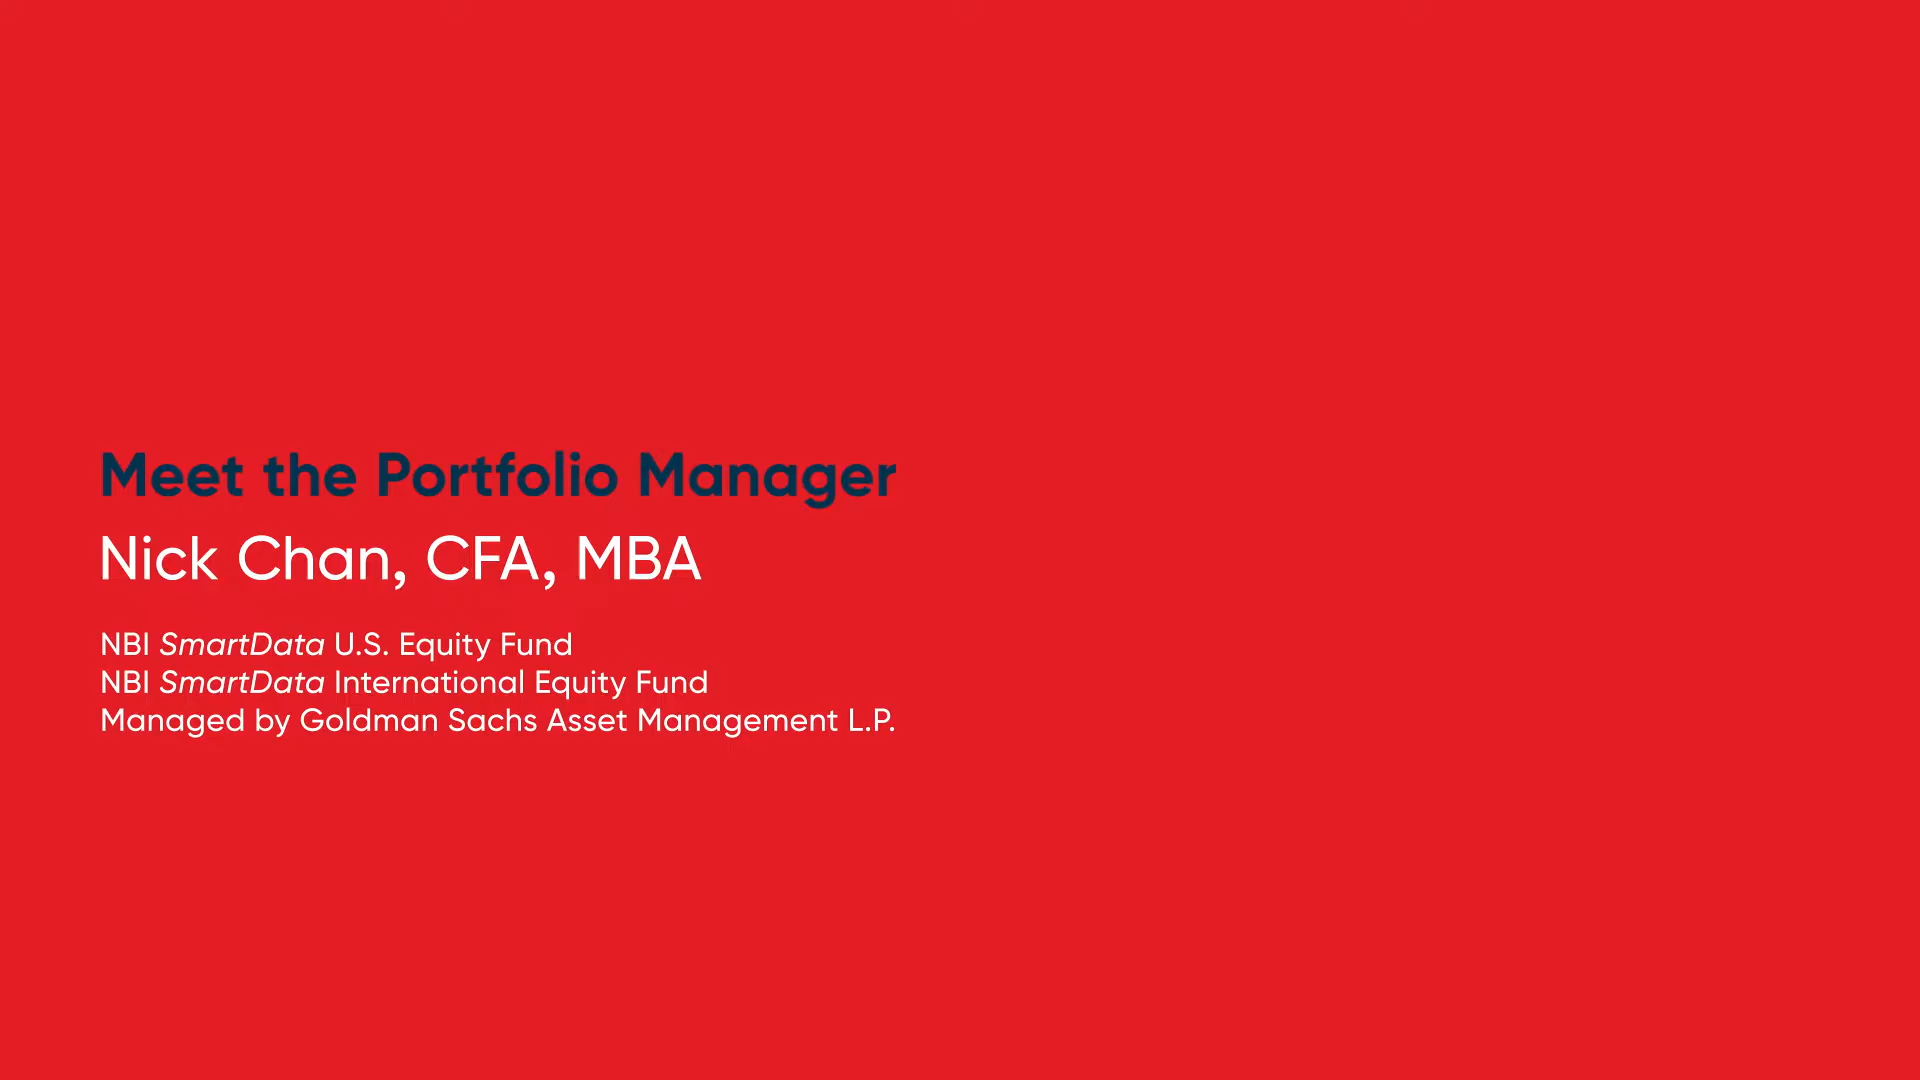 Meet the Portfolio Manager
Nick Chan, CFA, MBA
NBI SmartData U.S. Equity Fund
NBI SmartData International Equity Fund
Managed by Goldman Sachs Asset Management L.P.